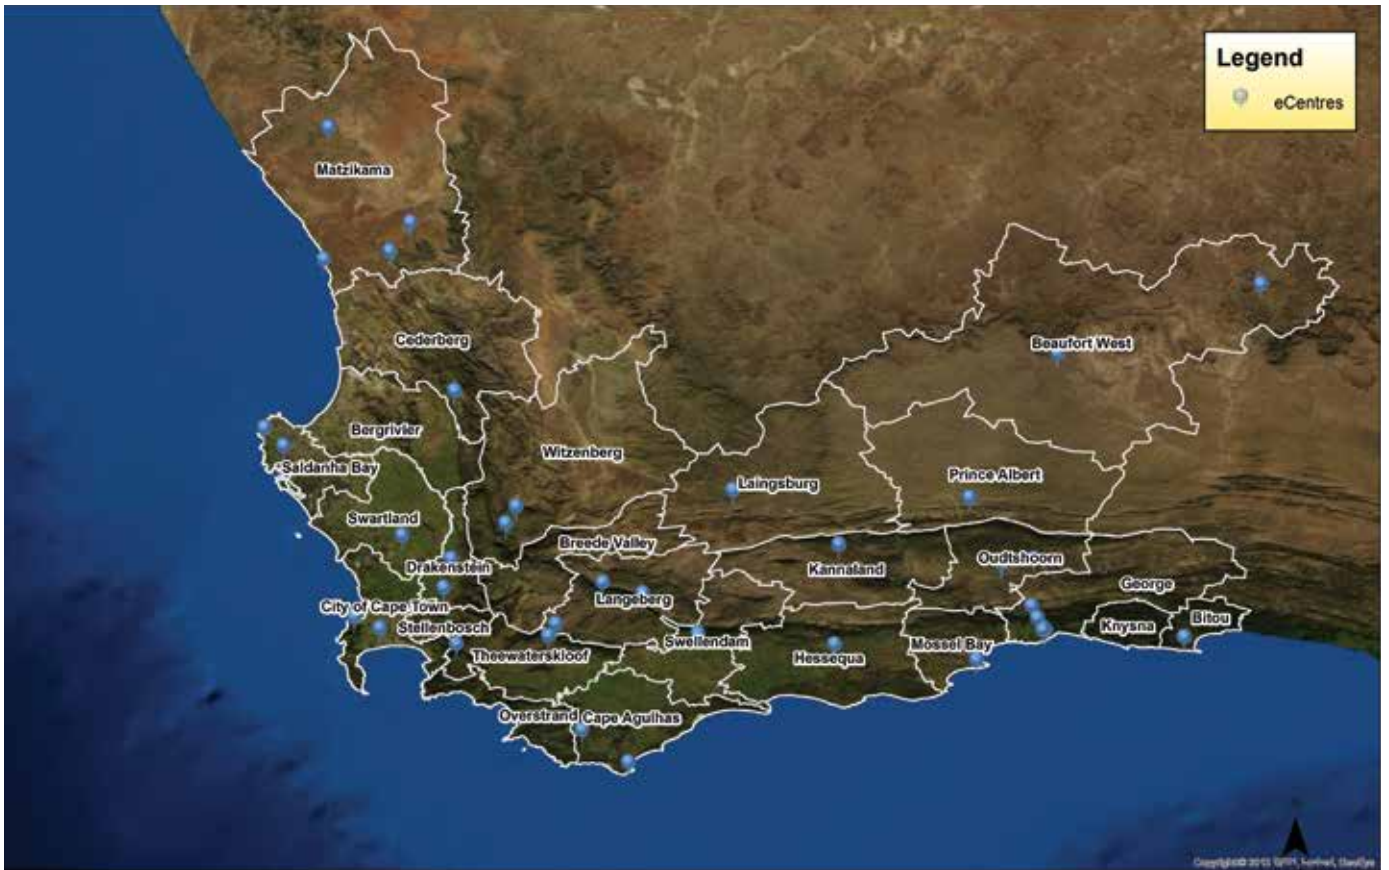 Legend
eCentres
Matzikama
Cederberg
Beaufort West
Bergrivier
Witzenberg
Saldanha Bay
Laingsburg
Prince Albert
Swartland
Breede Valley
Drakenstein
Kannaland
Oudtshoorn
George
City of Cape Town
Langeberg
Stellenbosch
Knysna
Bitou
Theewaterskloof
Swellendam
Hessequa
Mossel Bay
Overstrand
Cape Agulhas